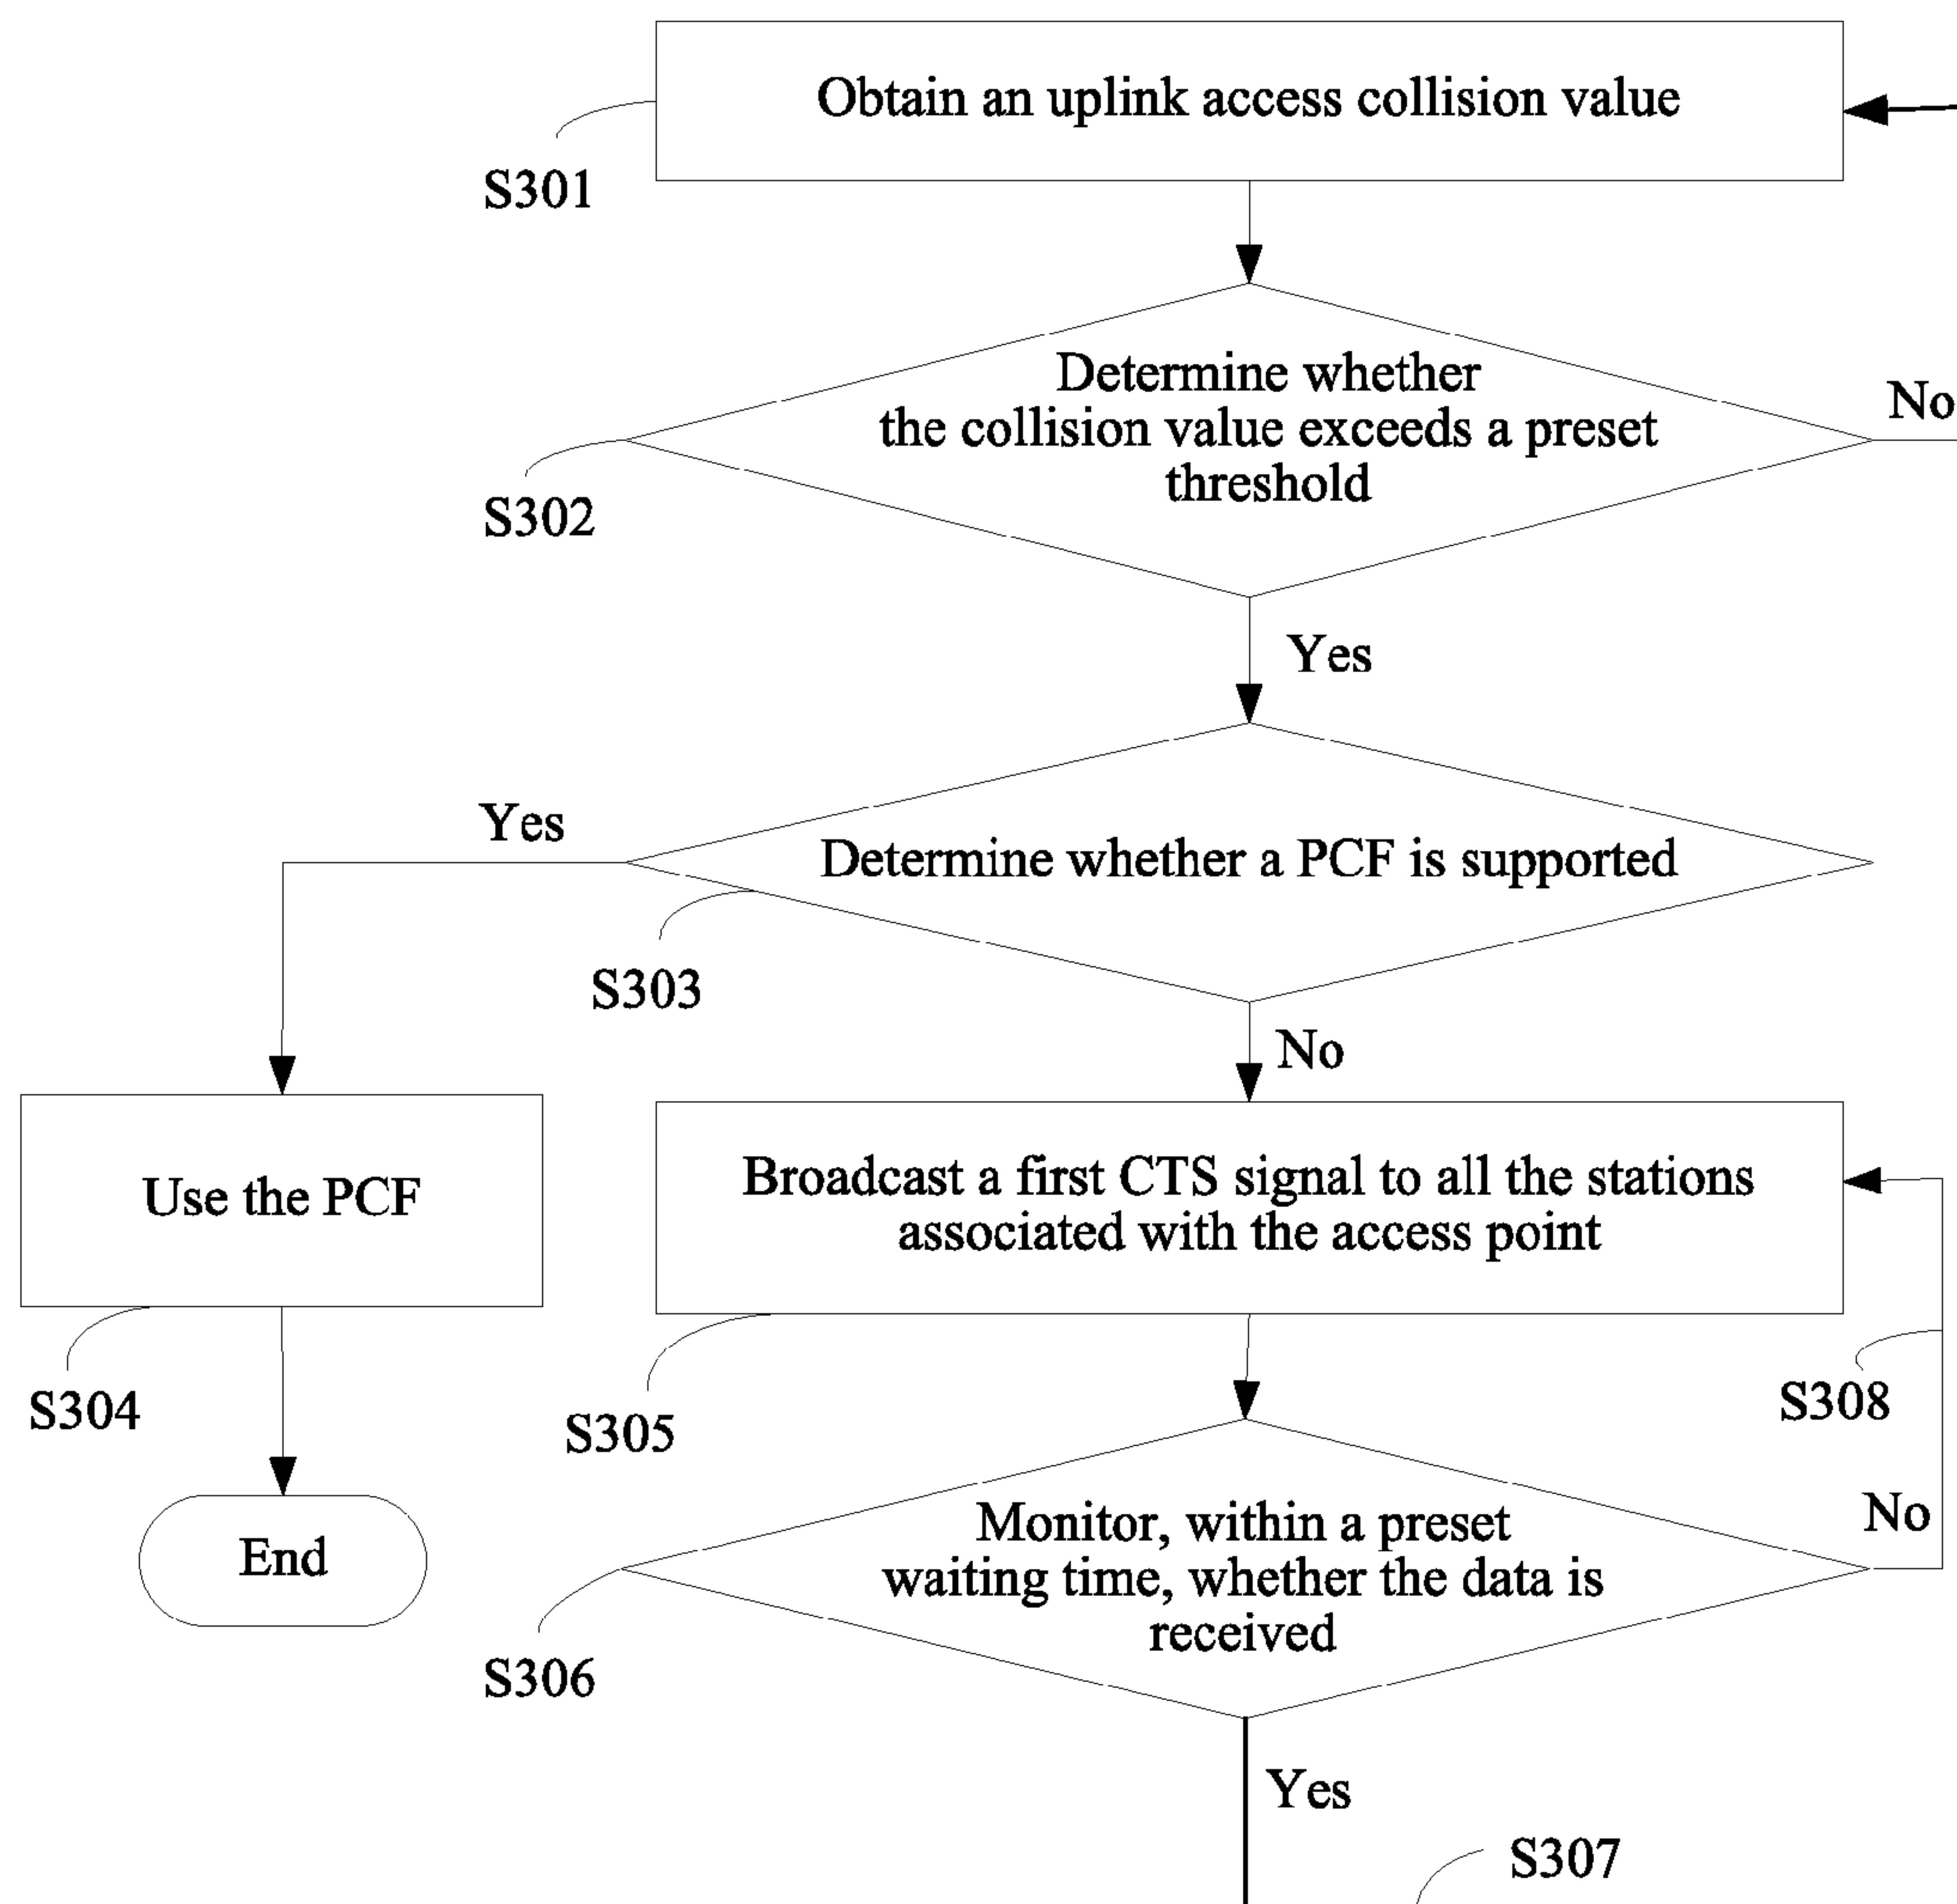 Obtain an uplink access collision value
S301
Determine whether
the collision value exceeds a preset
threshold
No
S302
Yes
Yes
Determine whether a PCF is supported
S303
No
Use the PCF
Broadcast a first CTS signal to all the stations
associated with the access point
S304
S305
S308
End
Monitor, within a preset
waiting time, whether the data is
received
No
S306
Yes
S307